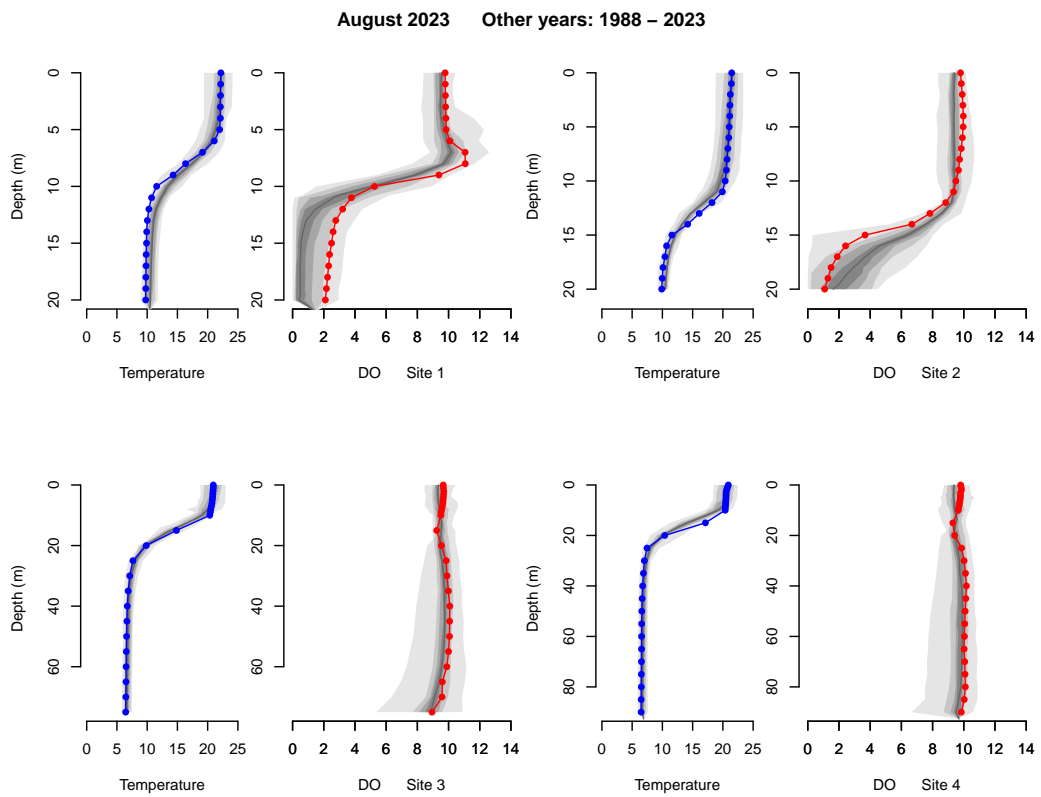 August 2023 Other years: 1988 – 2023
0
5
10
15
20
Depth (m)
0 5 10 15 20 25
Temperature
0 2 4 6 8 10 12 14
DO Site 1
0
5
10
15
20
Depth (m)
0 5 10 15 20 25
Temperature
0 2 4 6 8 10 12 14
DO Site 2
0
20
40
60
Depth (m)
0 5 10 15 20 25
Temperature
0 2 4 6 8 10 12 14
DO Site 3
0
20
40
60
80
Depth (m)
0 5 10 15 20 25
Temperature
0 2 4 6 8 10 12 14
DO Site 4